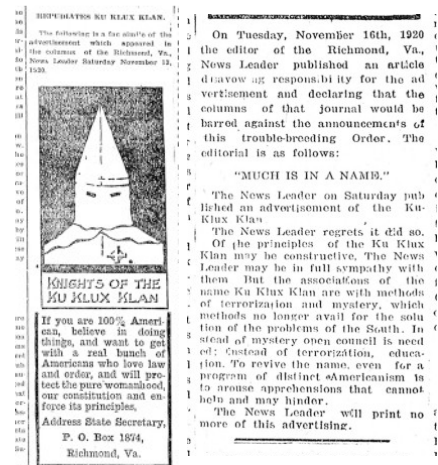 REPUDIATES KU KLUX KLAN.
The following is a fac simile of the
advertisement which appeared in
the columns of the Richmond, Va.,
News Leader Saturday November 13,
1920.
KNIGHTS OF THE
KU KLUX KLAN
If you are 100% Ameri-
can, believe in doing
things, and want to get
with a real bunch of
Americans who love law
and order, and will pro-
tect the pure womanhood,
our constitution and en-
force its principles,
Address State Secretary,
P. O. Box 1874,
Richmond, Va.
On Tuesday, November 16th, 1920
the editor of the Richmond, Va.,
News Leader published an article
disavow ng respons.bi ity for the ad
vertisement and declaring that the
columns of that journal would be
barred against the announcements of
this trouble-breeding Order. The
editorial is as follows:
"MUCH IS IN A NAME."
The News Leader on Saturday pub
lished an advertisement of the Ku-
Klux Klan
The News Leader regrets it did so.
Of the principles of the Ku Klux
Klan may be constructive. The News
Leader may be in full sympathy with
them But the associations of the
name Ku Klux Klan are with methods
of terrorization and mystery, which
methods no longer avail for the solu
tion of the problems of the South. In
stead of mystery open council is need
ed; instead of terrorization, educa-
tion. To revive the name, even for a
program of distinct Americanism is
to arouse apprehensions that cannot
help and may hinder.
The News Leader will print no
more of this advertising.